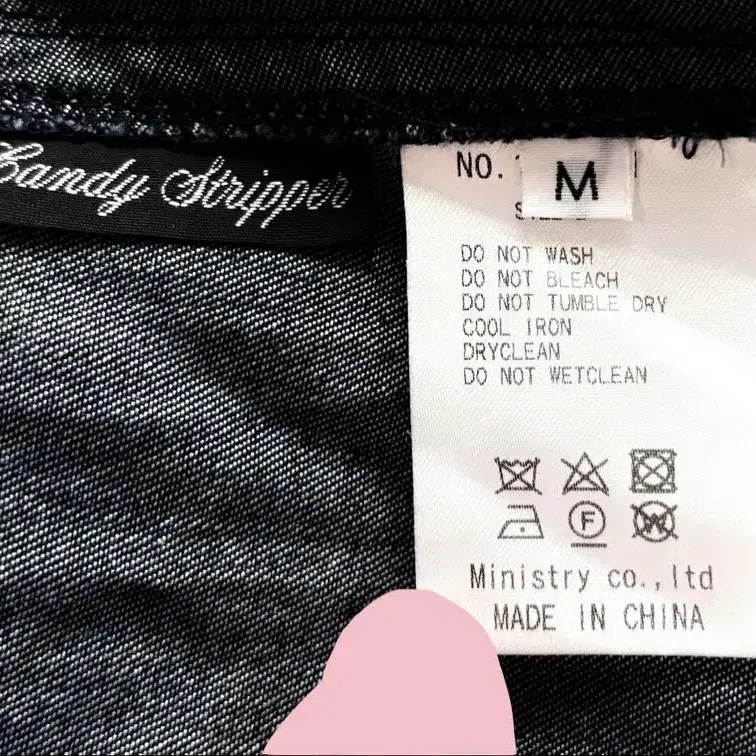 Candy Stripper
NO.
M
DO NOT WASH
DO NOT BLEACH
DO NOT TUMBLE DRY
COOL IRON
DRYCLEAN
DO NOT WETCLEAN
F
W
Ministry co.,ltd
MADE IN CHINA